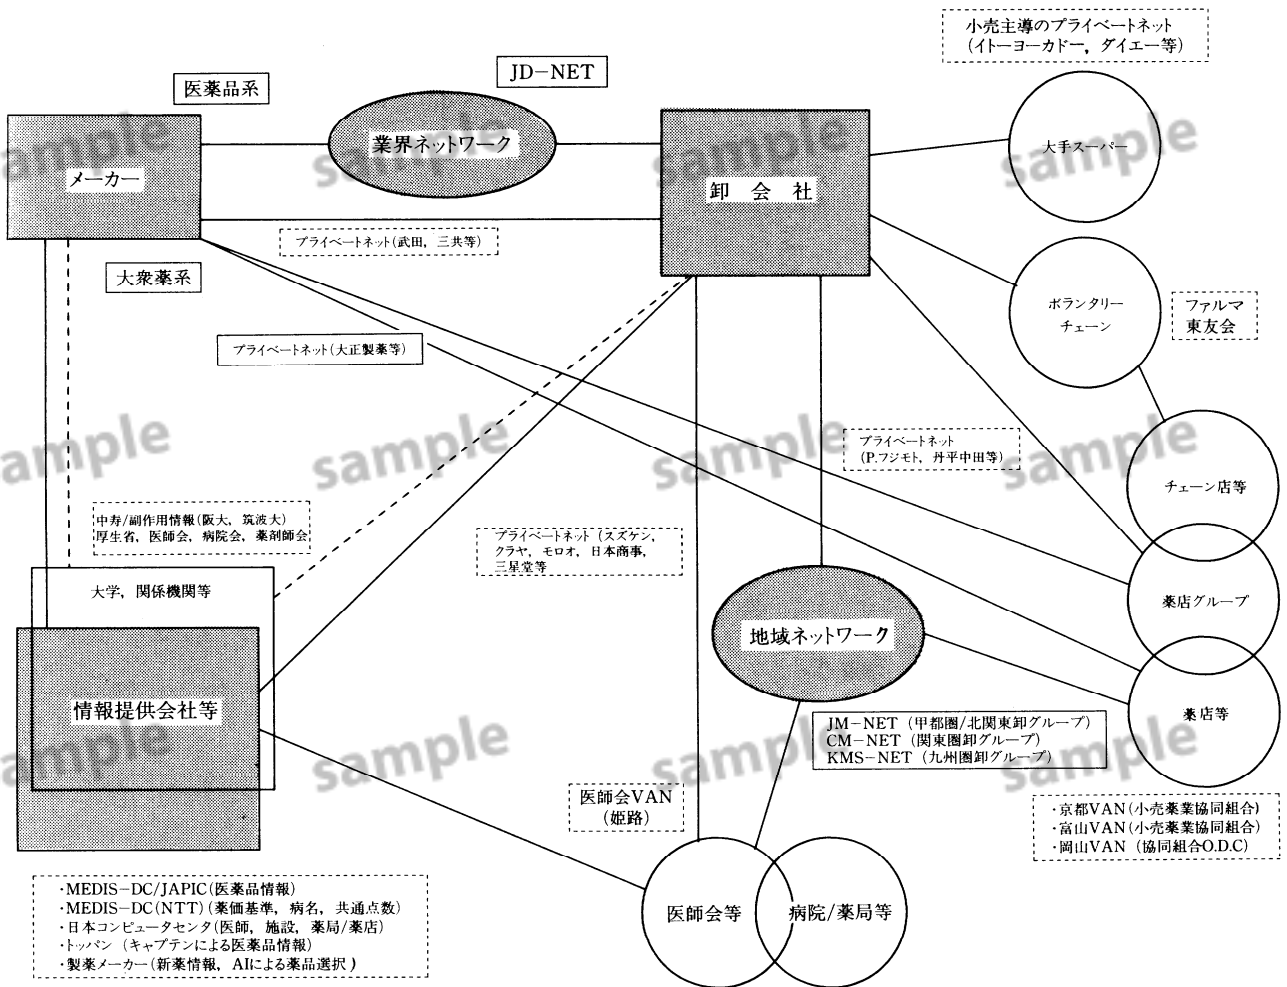 小売主導のプライベートネット
(イトーヨーカドー, ダイエー等)
JD-NET
医薬品系
業界ネットワーク
大手スーパー
メーカー
卸 会 社
プライベートネット(武田, 三共等)
大衆薬系
ボランタリー
チェーン
ファルマ
東友会
プライベートネット(大正製薬等)
プライベートネット
(P.フジモト, 丹平中田等)
チェーン店等
中寿/副作用情報(阪大, 筑波大)
厚生省, 医師会, 病院会, 薬剤師会
プライベートネット (スズケン,
クラヤ, モロオ, 日本商事,
三星堂等
大学, 関係機関等
薬店グループ
地域ネットワーク
情報提供会社等
薬店等
JM-NET (甲都圏/北関東卸グループ)
CM-NET (関東圏卸グループ)
KMS-NET (九州圏卸グループ)
医師会VAN
(姫路)
・京都VAN(小売薬業協同組合)
・富山VAN(小売薬業協同組合)
・岡山VAN (協同組合O.D.C)
医師会等
病院/薬局等
・MEDIS-DC/JAPIC(医薬品情報)
・MEDIS-DC(NTT)(薬価基準, 病名, 共通点数)
・日本コンピュータセンタ(医師, 施設, 薬局/薬店)
・トッパン (キャプテンによる医薬品情報)
・製薬メーカー(新薬情報, AIによる薬品選択)
sample
sample
sample
sample
sample
sample
sample
sample
sample
sample
sample
sample